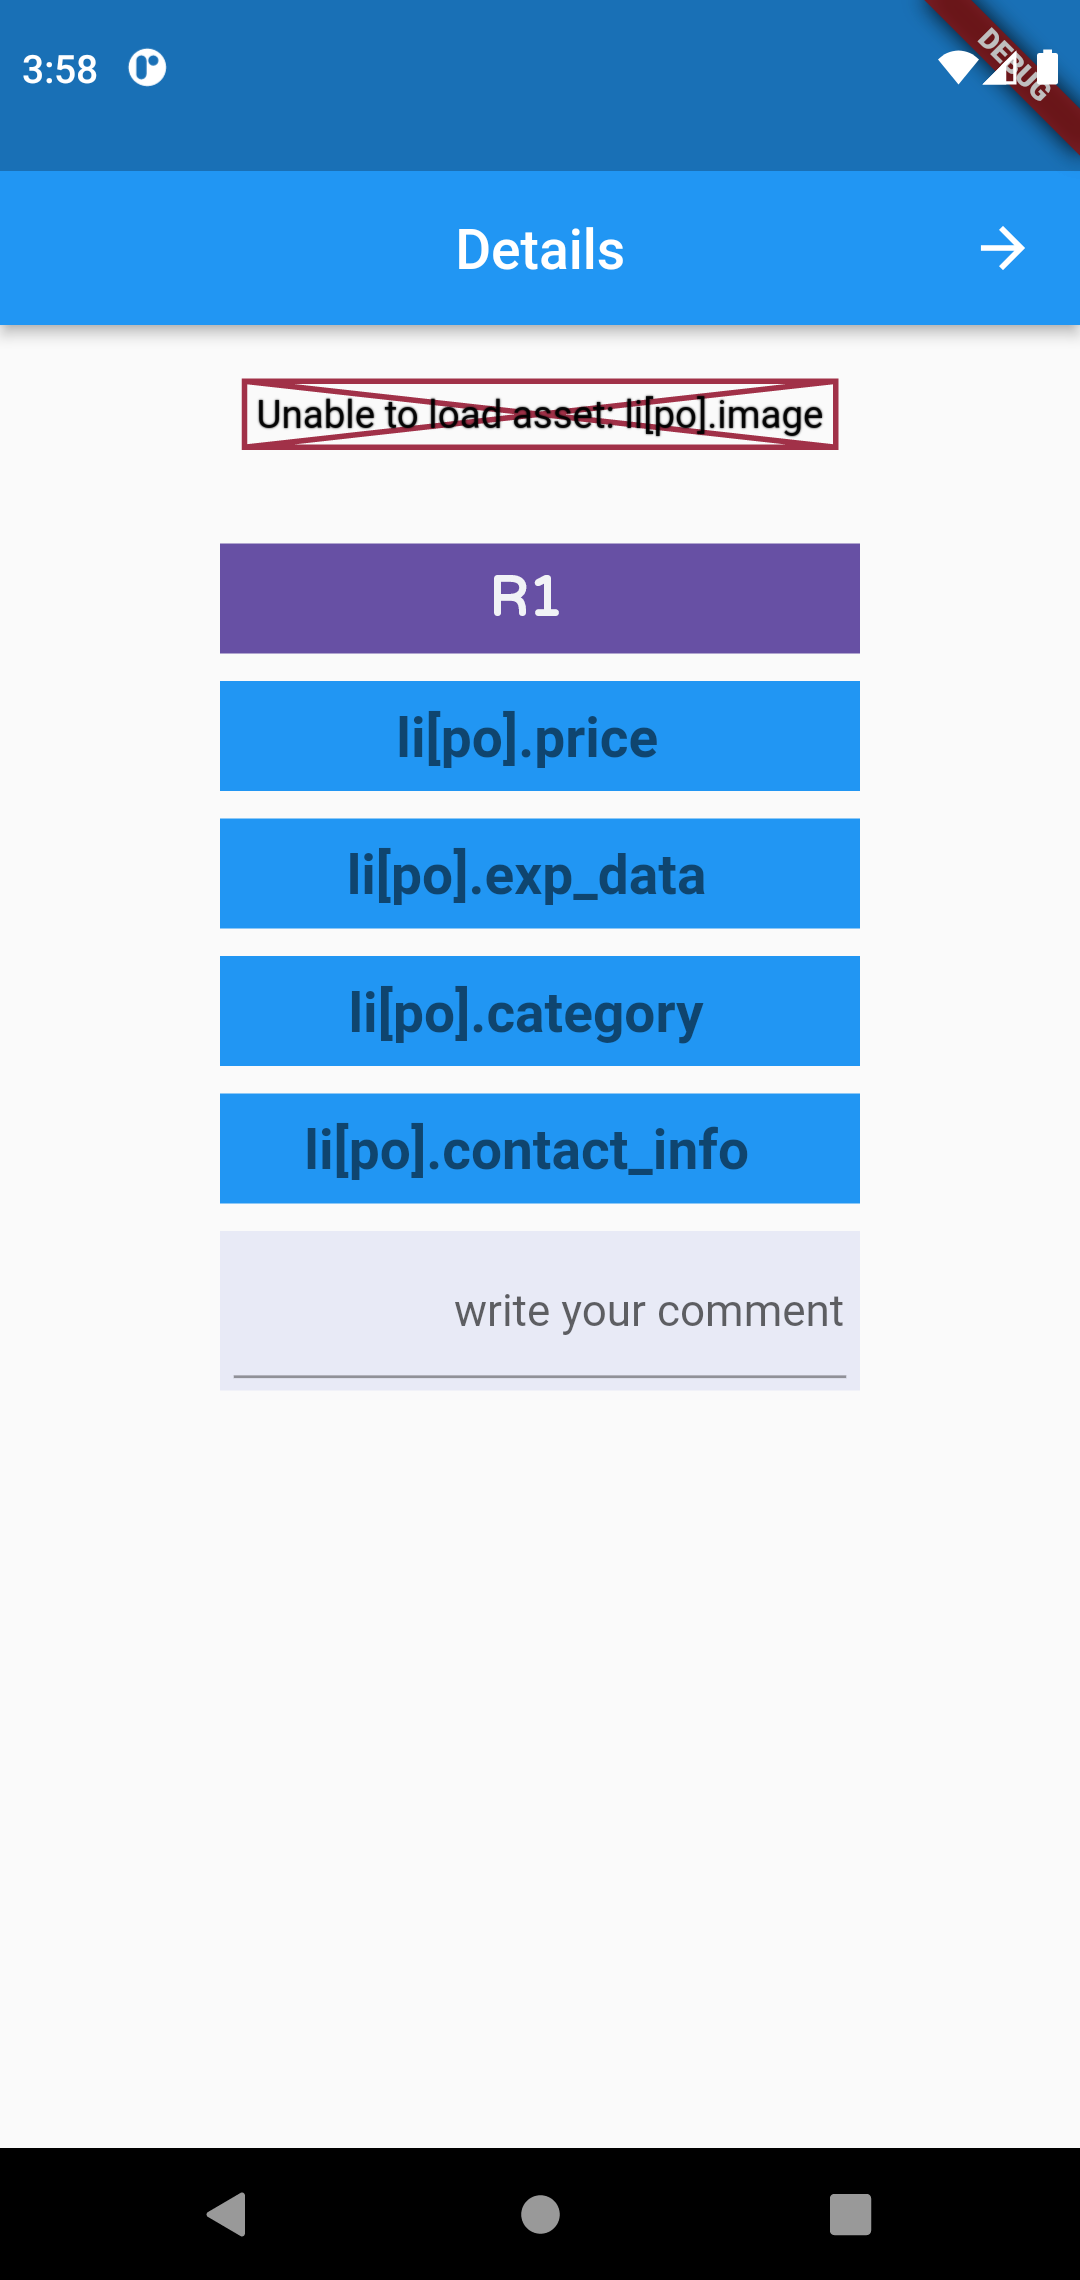 3:58
DEBUG
Details
Unable to load asset: li[po].image
R1
li[po].price
li[po].exp_data
li[po].category
li[po].contact_info
write your comment